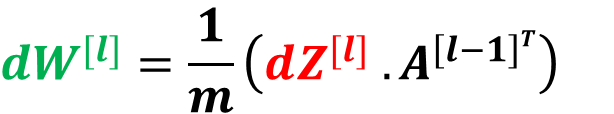 dW^[l] = 1/m (dZ^[l] . A^[l−1]^T)